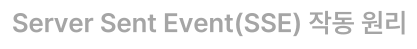 Server Sent Event(SSE) 작동 원리